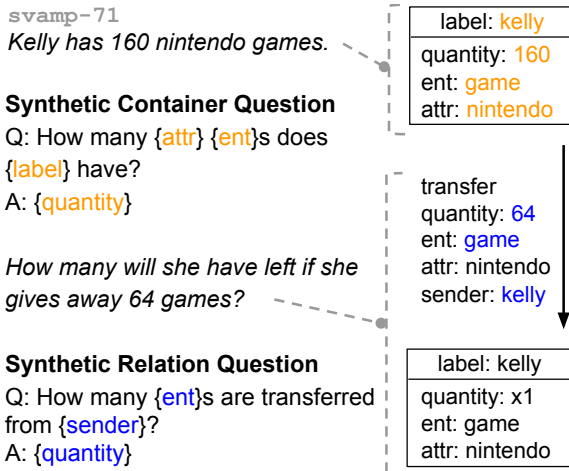 svamp-71
Kelly has 160 nintendo games.
Synthetic Container Question
Q: How many {attr} {ent}s does
{label} have?
A: {quantity}
How many will she have left if she
gives away 64 games?
Synthetic Relation Question
Q: How many {ent}s are transferred
from {sender}?
A: {quantity}
label: kelly
quantity: 160
ent: game
attr: nintendo
transfer
quantity: 64
ent: game
attr: nintendo
sender: kelly
label: kelly
quantity: x1
ent: game
attr: nintendo